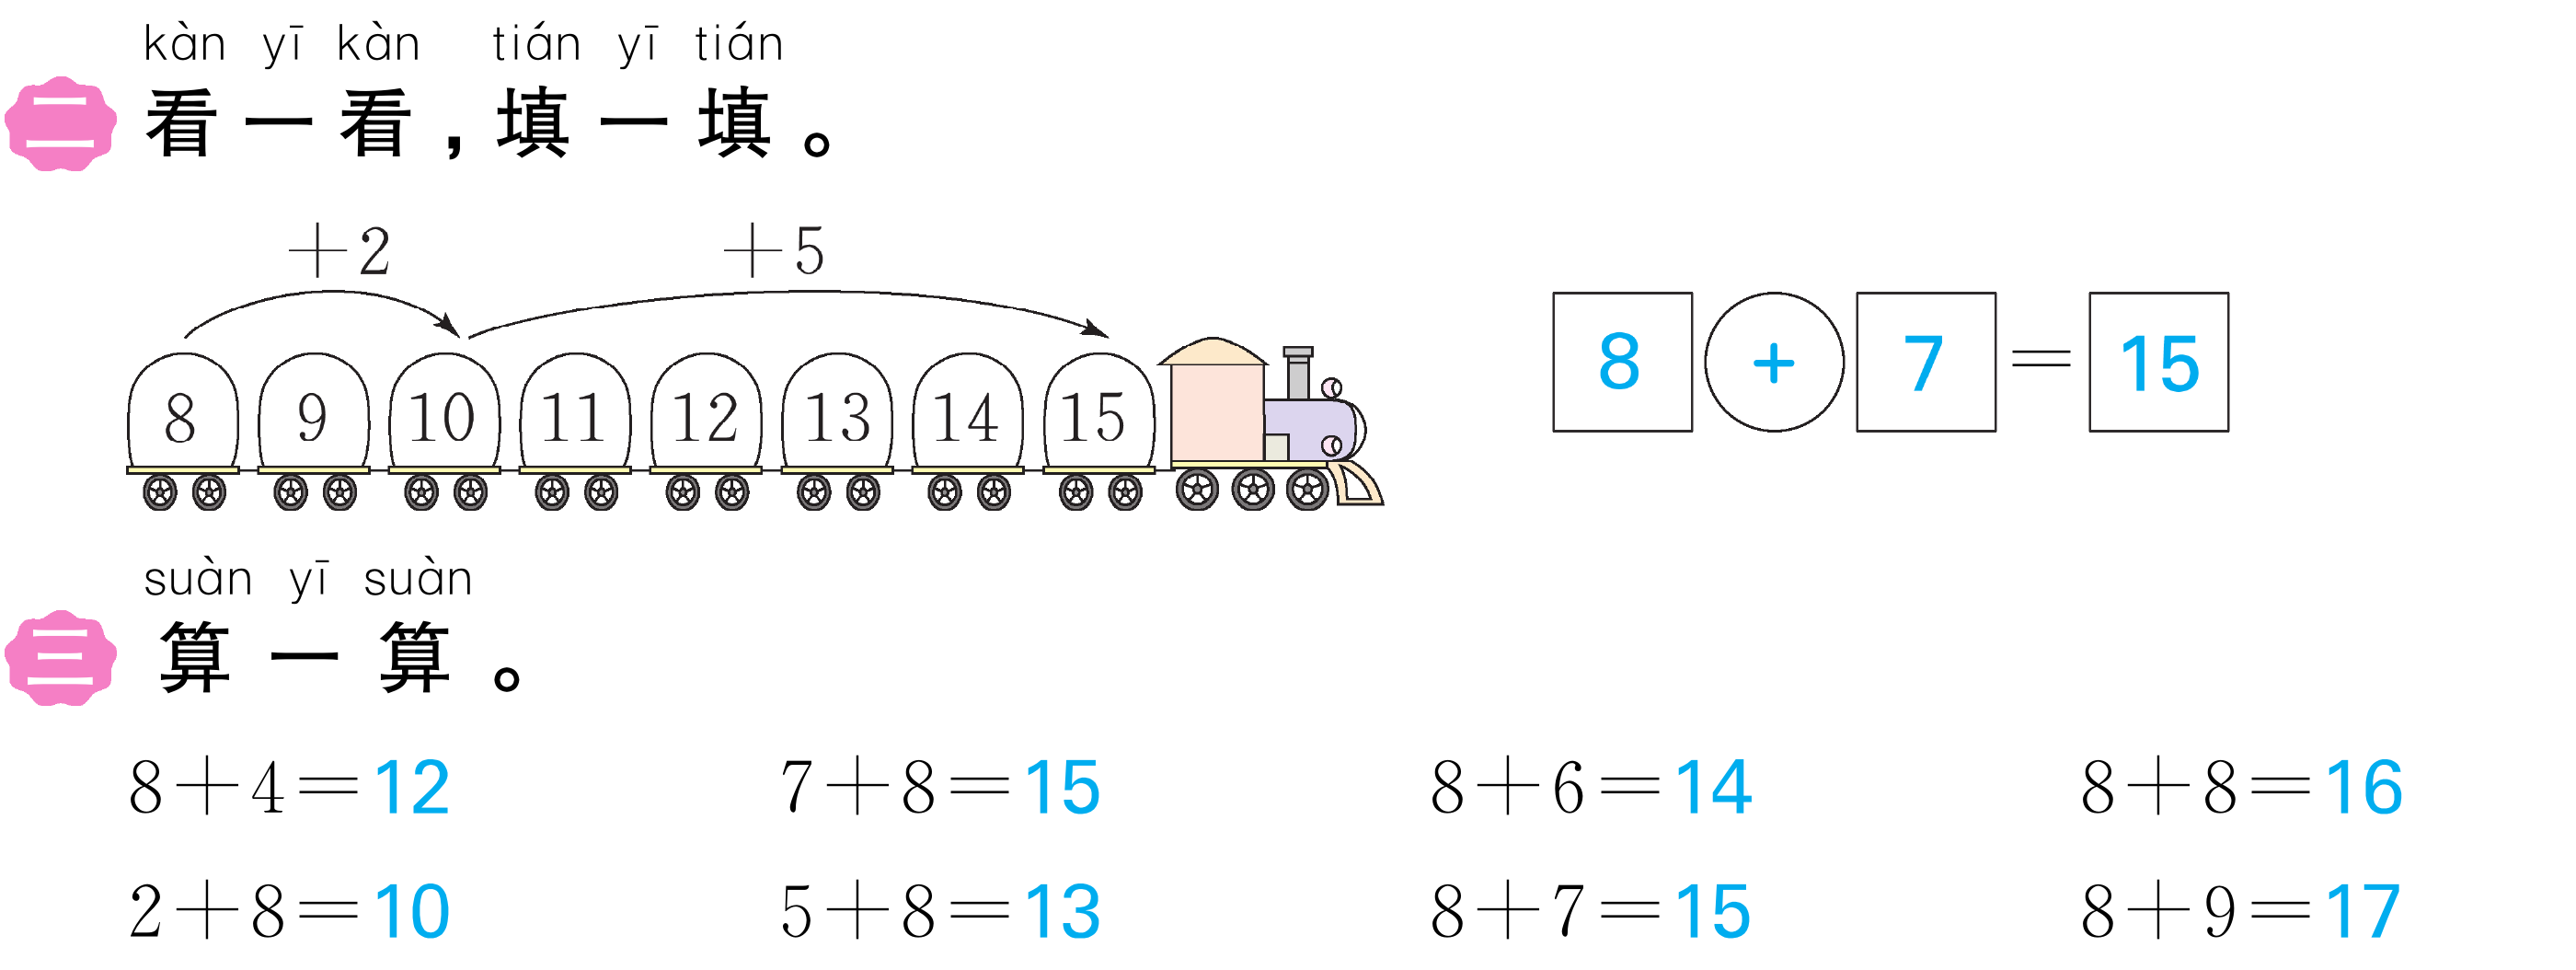 kàn yī kàn tián yī tián
二 看一看，填一填。
+2 +5
8 9 10 11 12 13 14 15
8 + 7 = 15
suàn yī suàn
三 算一算。
8+4=12 7+8=15 8+6=14 8+8=16
2+8=10 5+8=13 8+7=15 8+9=17